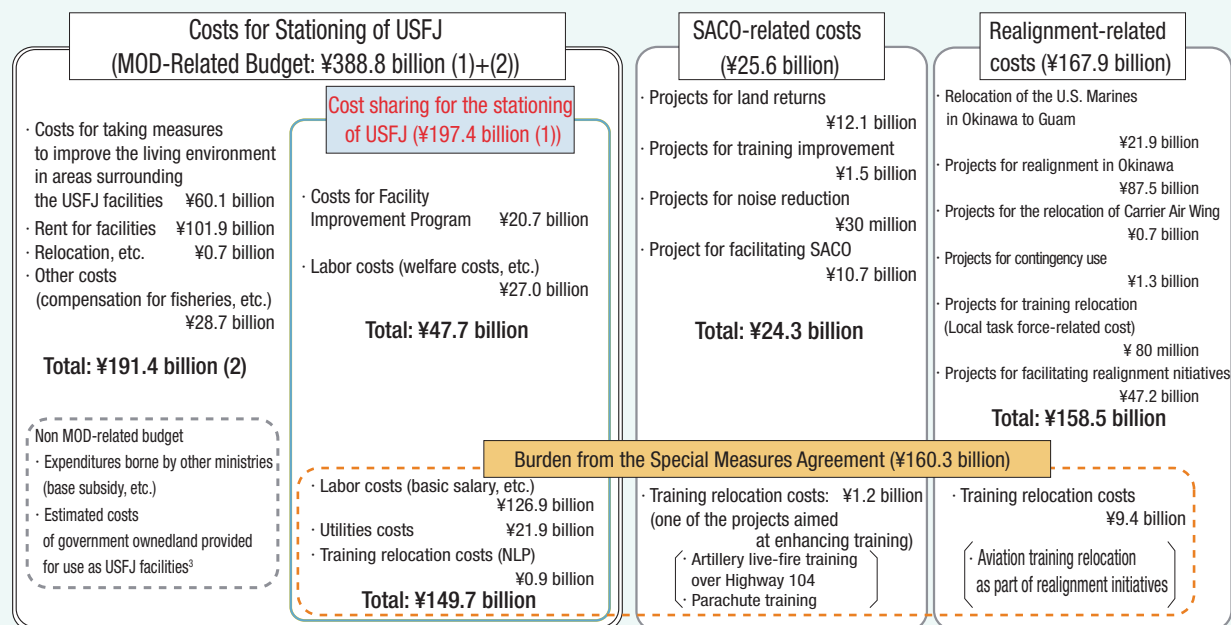 Costs for Stationing of USFJ
(MOD-Related Budget: ¥388.8 billion (1)+(2))
· Costs for taking measures
to improve the living environment
in areas surrounding
the USFJ facilities ¥60.1 billion
· Rent for facilities ¥101.9 billion
· Relocation, etc. ¥0.7 billion
· Other costs
(compensation for fisheries, etc.)
¥28.7 billion
Total: ¥191.4 billion (2)
Non MOD-related budget
· Expenditures borne by other ministries
(base subsidy, etc.)
· Estimated costs
of government ownedland provided
for use as USFJ facilities³
Cost sharing for the stationing
of USFJ (¥197.4 billion (1))
· Costs for Facility
Improvement Program ¥20.7 billion
· Labor costs (welfare costs, etc.)
¥27.0 billion
Total: ¥47.7 billion
SACO-related costs
(¥25.6 billion)
· Projects for land returns
¥12.1 billion
· Projects for training improvement
¥1.5 billion
· Projects for noise reduction
¥30 million
· Project for facilitating SACO
¥10.7 billion
Total: ¥24.3 billion
Realignment-related
costs (¥167.9 billion)
· Relocation of the U.S. Marines
in Okinawa to Guam
¥21.9 billion
· Projects for realignment in Okinawa
¥87.5 billion
· Projects for the relocation of Carrier Air Wing
¥0.7 billion
· Projects for contingency use
¥1.3 billion
· Projects for training relocation
(Local task force-related cost)
¥ 80 million
· Projects for facilitating realignment nitiatives
¥47.2 billion
Total: ¥158.5 billion
Burden from the Special Measures Agreement (¥160.3 billion)
· Labor costs (basic salary, etc.)
¥126.9 billion
· Utilities costs ¥21.9 billion
· Training relocation costs (NLP)
¥0.9 billion
Total: ¥149.7 billion
· Training relocation costs: ¥1.2 billion
(one of the projects aimed
at enhancing training)
· Artillery live-fire training
over Highway 104
· Parachute training
· Training relocation costs
¥9.4 billion
· Aviation training relocation
as part of realignment initiatives